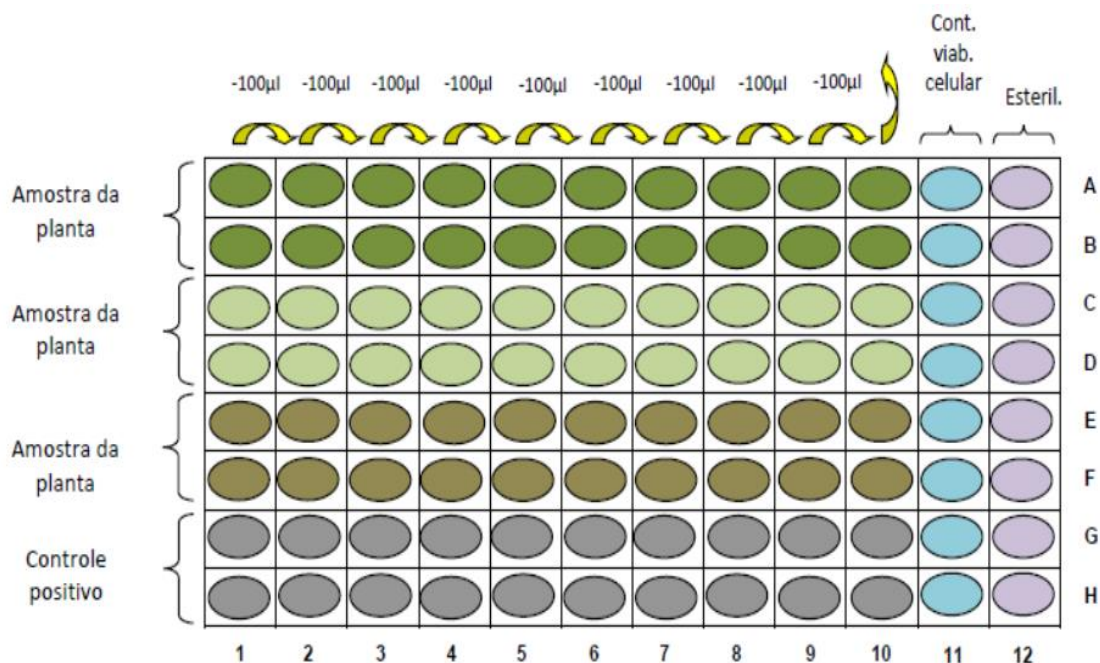 Cont.
viab.
celular
Esteril.
-100µl -100µl -100µl -100µl -100µl -100µl -100µl -100µl -100µl
Amostra da
planta
A
B
Amostra da
planta
C
D
Amostra da
planta
E
F
Controle
positivo
G
H
1 2 3 4 5 6 7 8 9 10 11 12